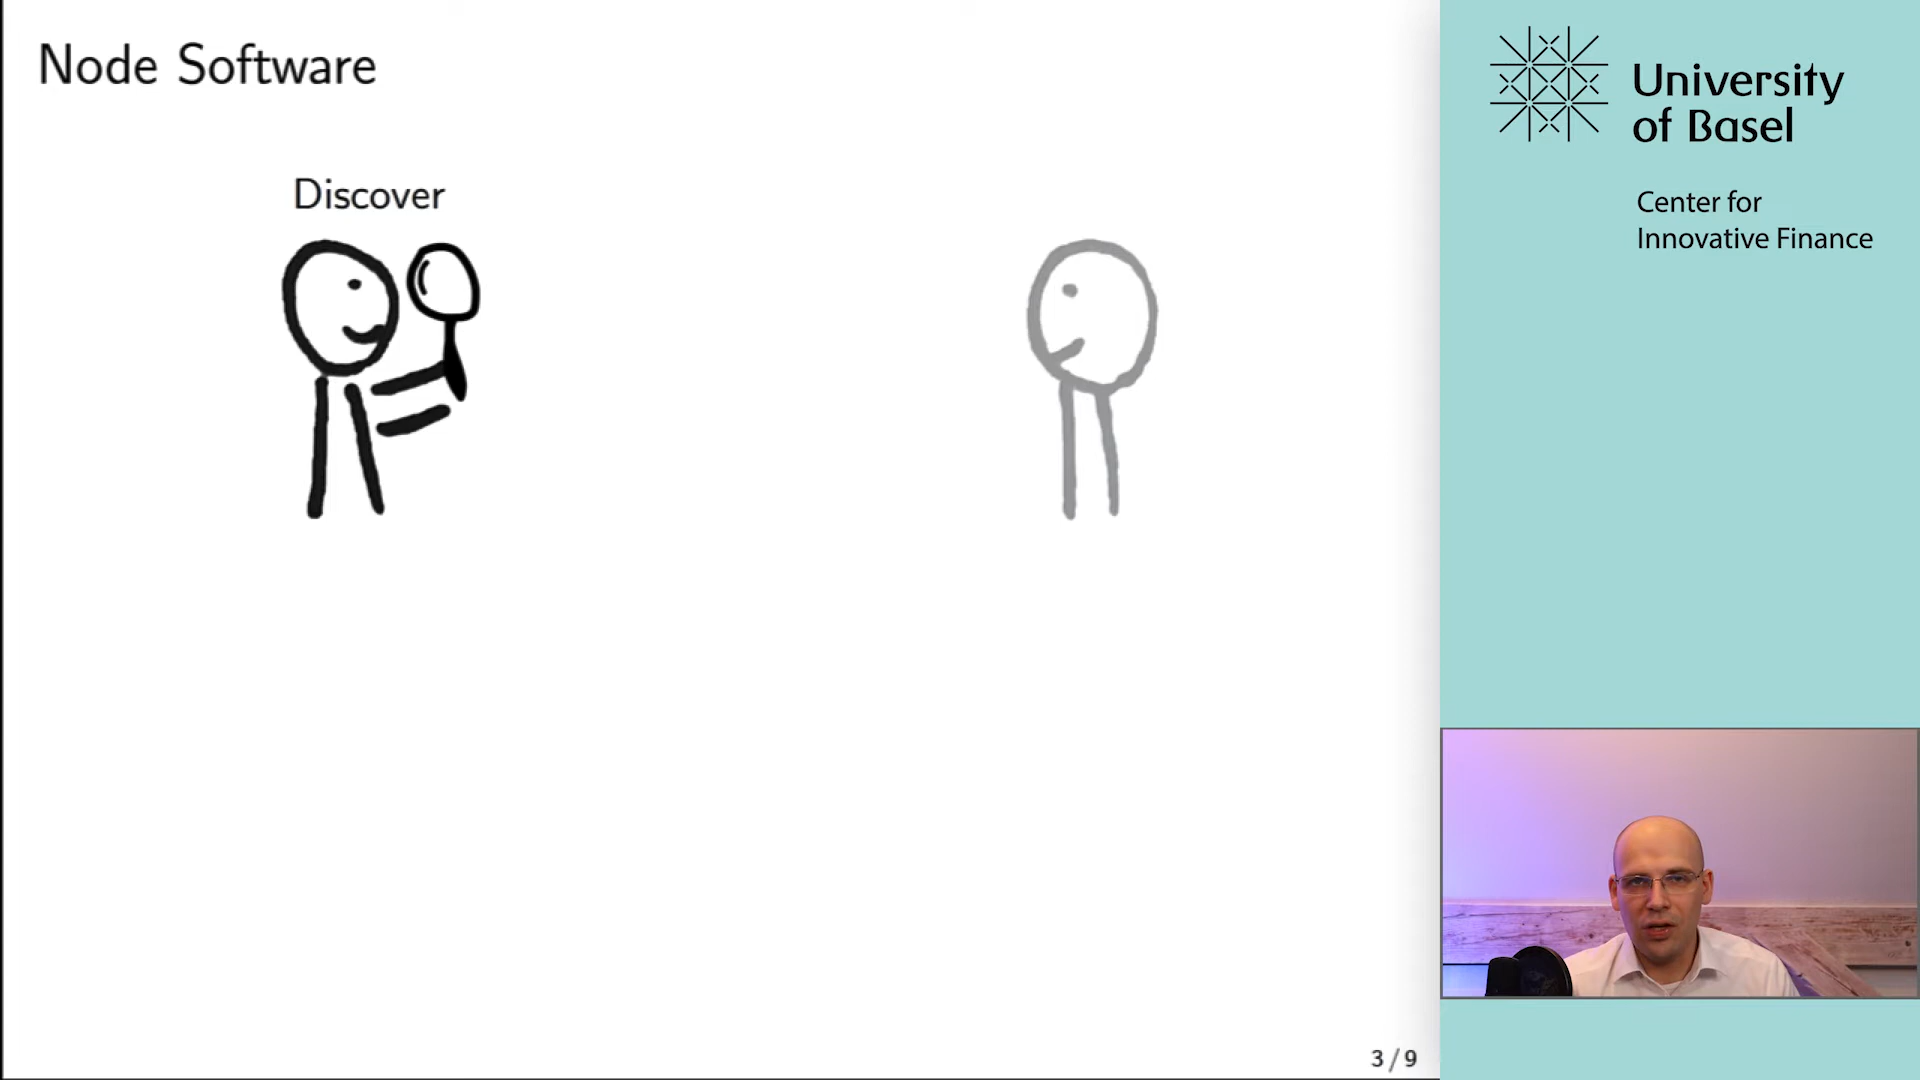 Node Software
Discover
3 / 9
University
of Basel
Center for
Innovative Finance